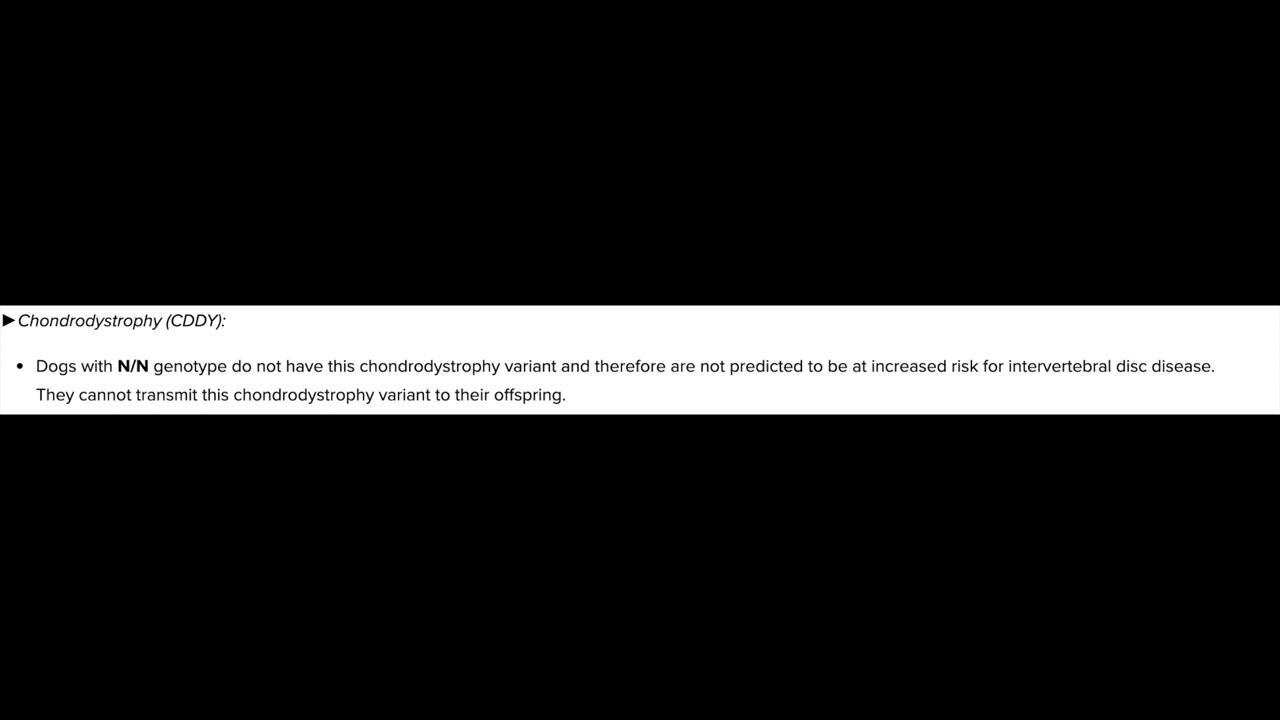 ►Chondrodystrophy (CDDY):
• Dogs with N/N genotype do not have this chondrodystrophy variant and therefore are not predicted to be at increased risk for intervertebral disc disease.
They cannot transmit this chondrodystrophy variant to their offspring.